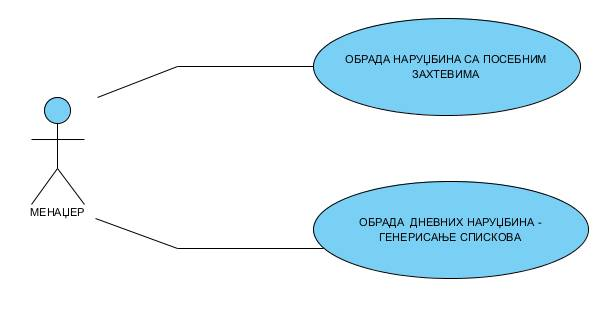 ОБРАДА НАРУЏБИНА СА ПОСЕБНИМ
ЗАХТЕВИМА
МЕНАЏЕР
ОБРАДА ДНЕВНИХ НАРУЏБИНА -
ГЕНЕРИСАЊЕ СПИСКОВА